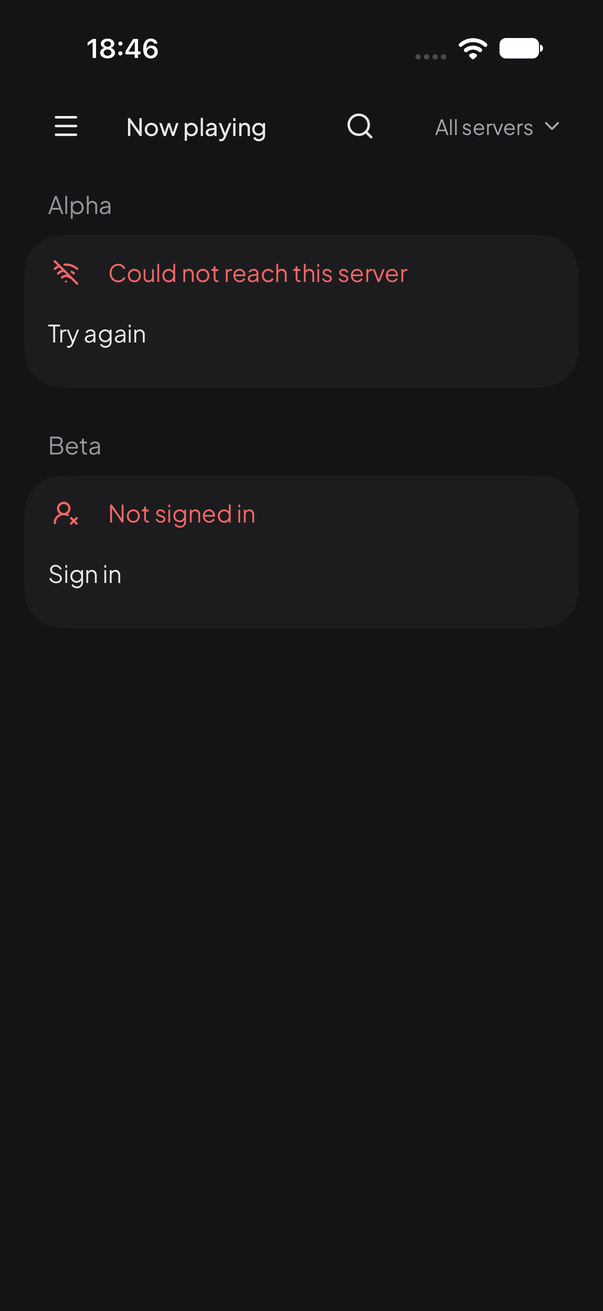 18:46
Now playing
All servers
Alpha
Could not reach this server
Try again
Beta
Not signed in
Sign in